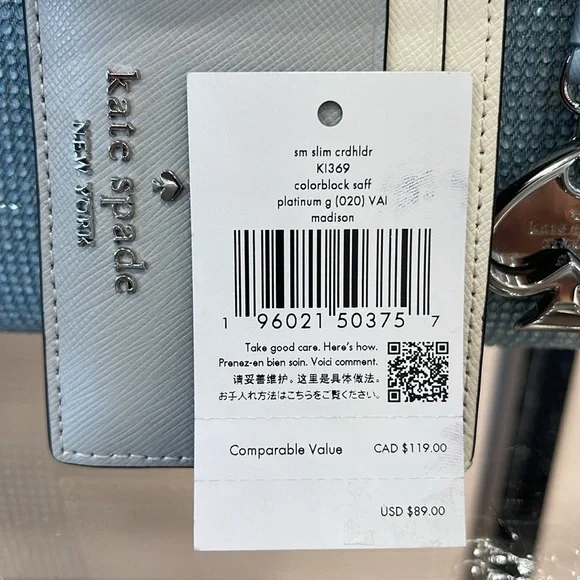 kate spade
NEW YORK
sm slim crdhldr
KI369
colorblock saff
platinum g (020) VAI
madison
1 96021 50375 7
Take good care. Here's how.
Prenez-en bien soin. Voici comment.
请妥善维护。这里是具体做法。
お手入れ方法はこちらをご覧ください。
Comparable Value CAD $119.00
USD $89.00
kate